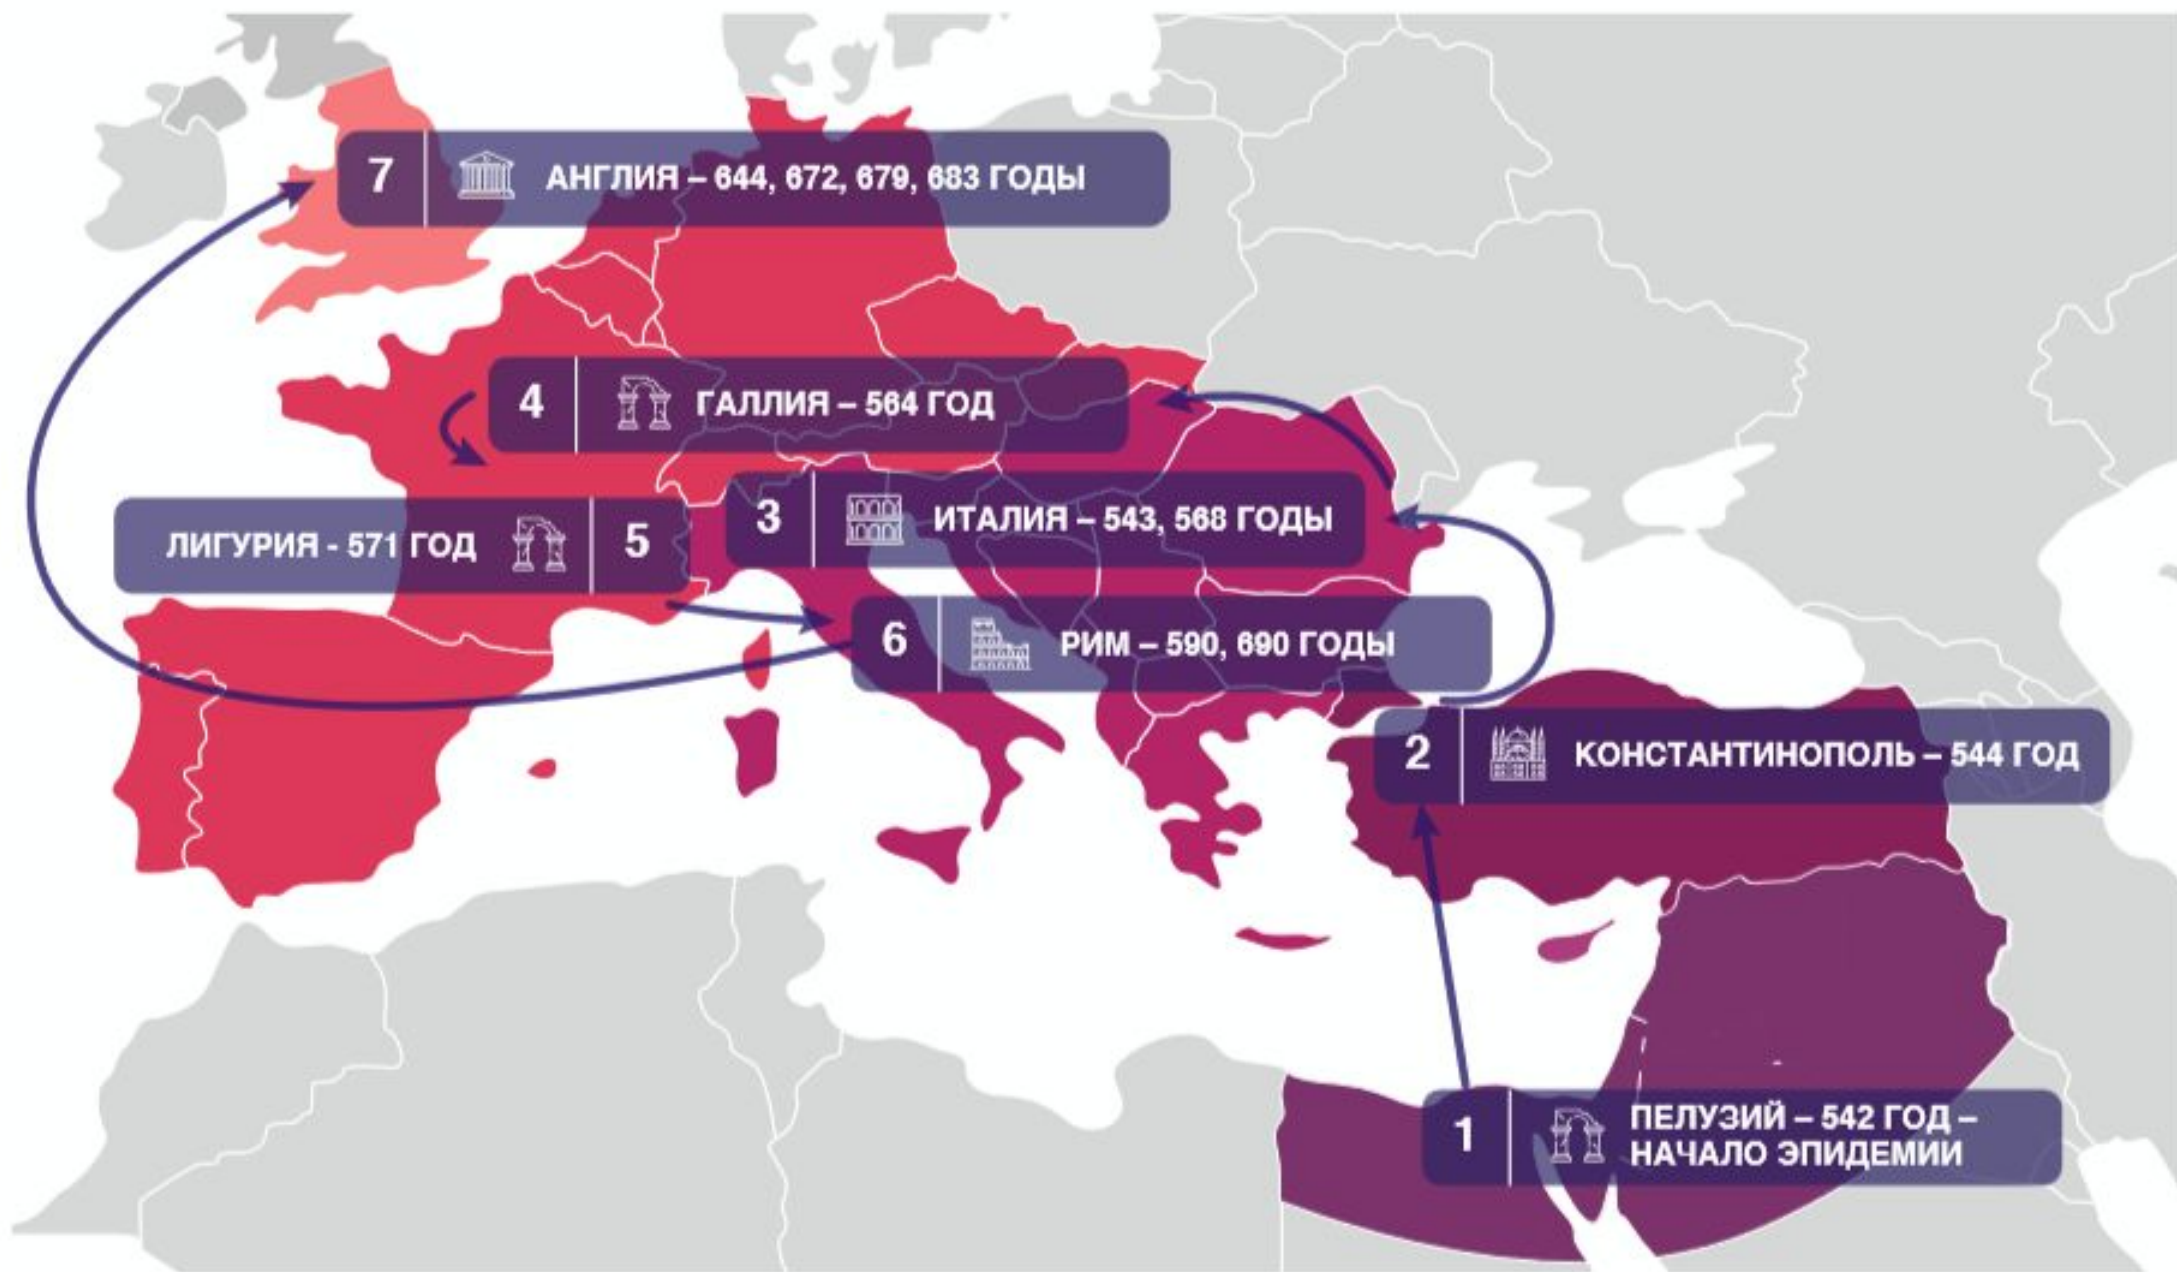 7 АНГЛИЯ – 644, 672, 679, 683 ГОДЫ
4 ГАЛЛИЯ – 564 ГОД
3 ИТАЛИЯ – 543, 568 ГОДЫ
ЛИГУРИЯ - 571 ГОД 5
6 РИМ – 590, 690 ГОДЫ
2 КОНСТАНТИНОПОЛЬ – 544 ГОД
1 ПЕЛУЗИЙ – 542 ГОД –
НАЧАЛО ЭПИДЕМИИ